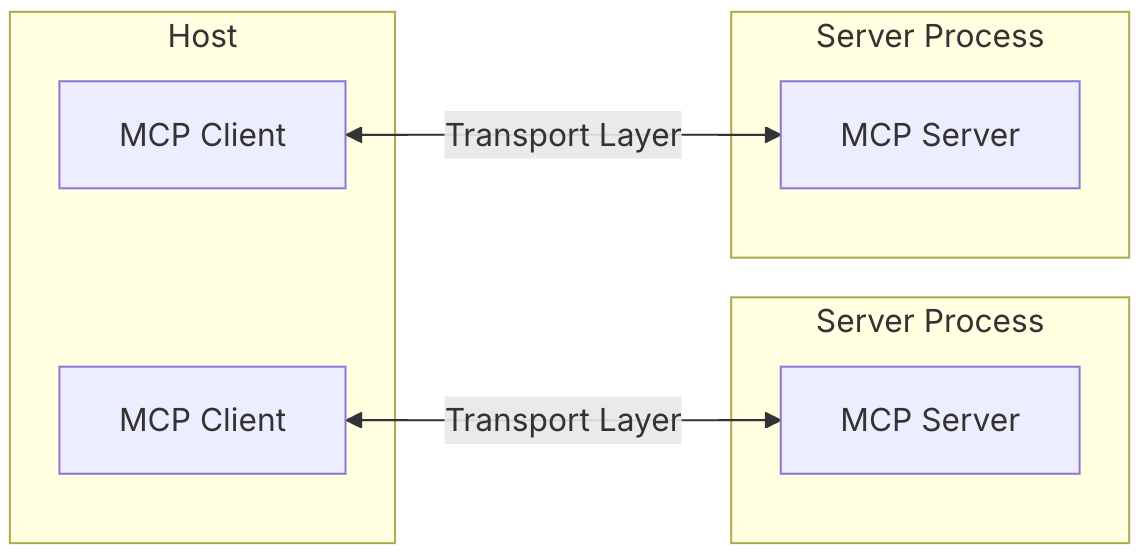 Host
Server Process
MCP Client
Transport Layer
MCP Server
Server Process
MCP Client
Transport Layer
MCP Server